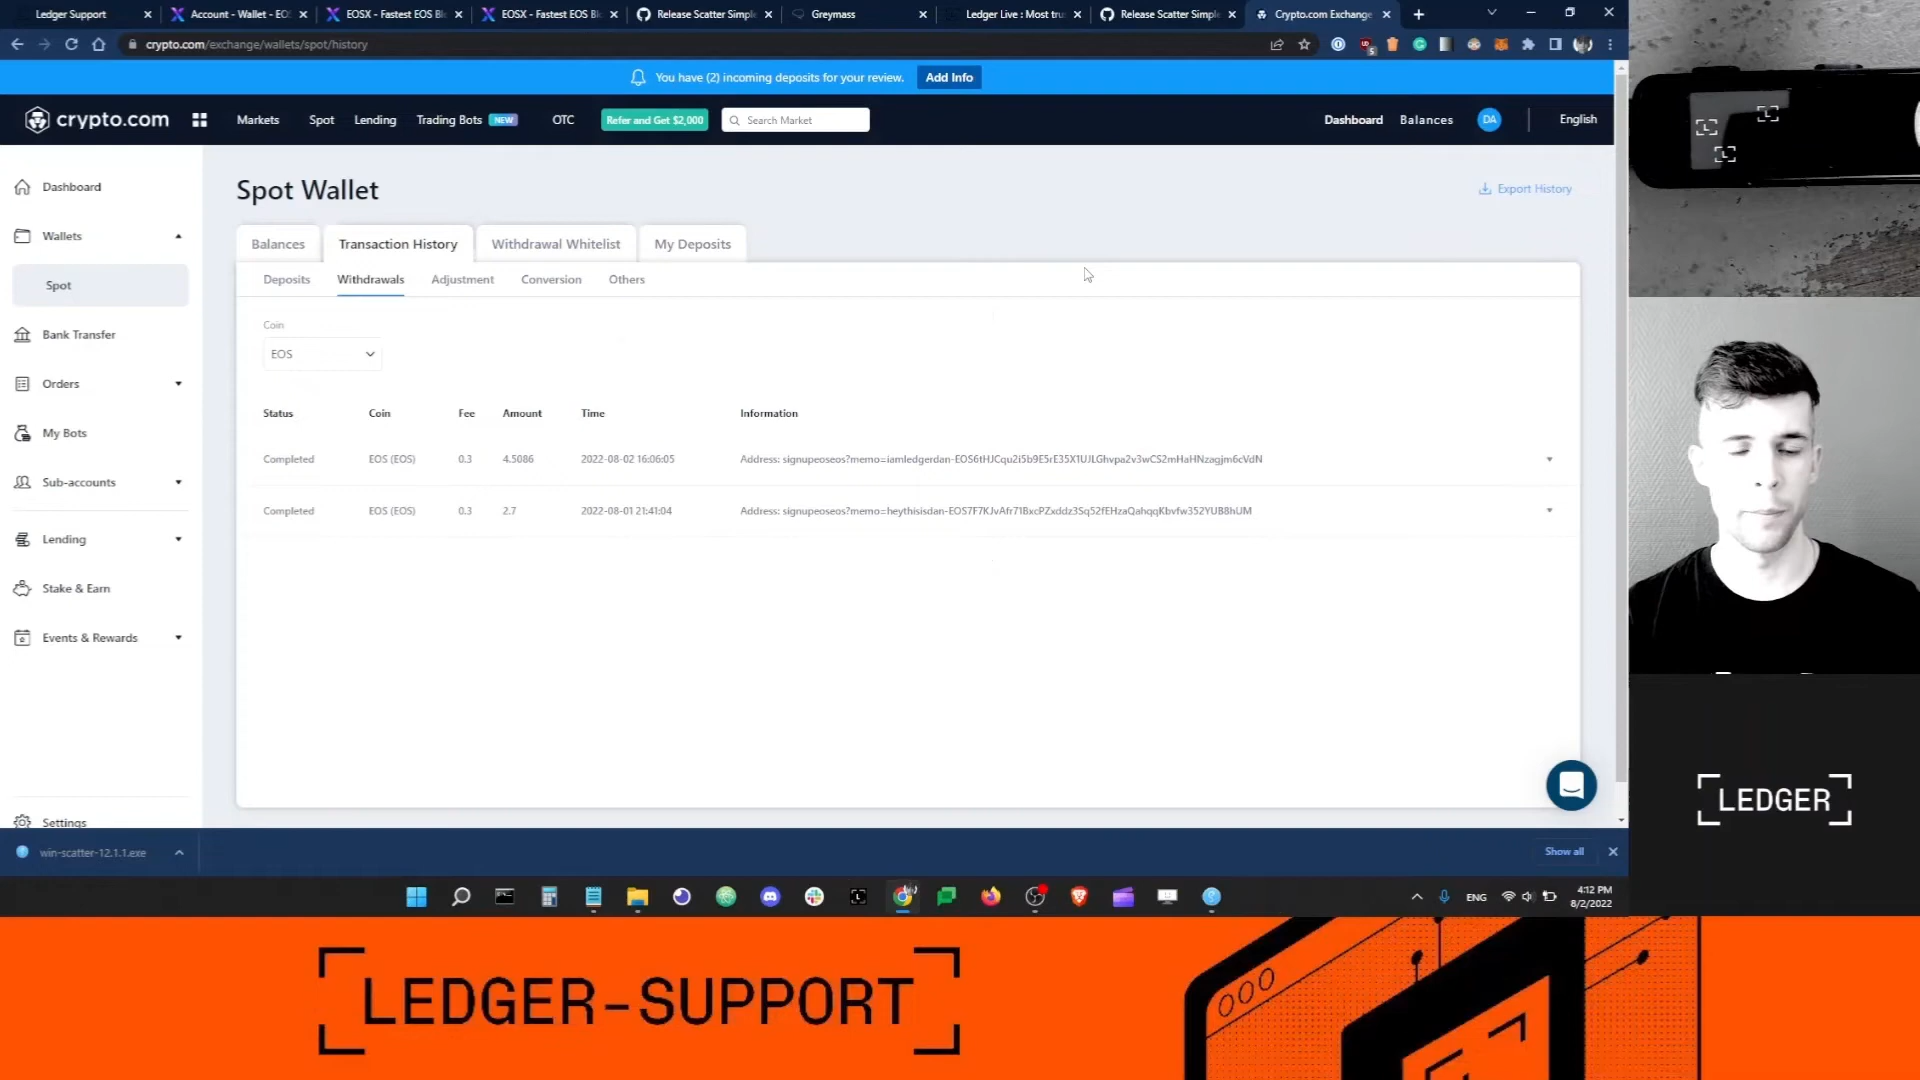 Ledger Support
Account - Wallet - EO
EOSX - Fastest EOS Bl
EOSX - Fastest EOS Bl
Release Scatter Simple
Greymass
Ledger Live : Most tru
Release Scatter Simple
Crypto.com Exchange
crypto.com/exchange/wallets/spot/history
You have (2) incoming deposits for your review.
Add Info
crypto.com
Markets
Spot
Lending
Trading Bots
NEW
OTC
Refer and Get $2,000
Search Market
Dashboard
Balances
DA
English
Dashboard
Wallets
Spot
Bank Transfer
Orders
My Bots
Sub-accounts
Lending
Stake & Earn
Events & Rewards
Settings
Spot Wallet
Export History
Balances
Transaction History
Withdrawal Whitelist
My Deposits
Deposits
Withdrawals
Adjustment
Conversion
Others
Coin
EOS
Status Coin Fee Amount Time Information
Completed EOS (EOS) 0.3 4.5086 2022-08-02 16:06:05 Address: signupeoseos?memo=iamledgerdan-EOS6tHJCqu2i5b9E5rE35X1UJLGhvpa2v3wCS2mHaHNzagjm6cVdN
Completed EOS (EOS) 0.3 2.7 2022-08-01 21:41:04 Address: signupeoseos?memo=heythisisdan-EOS7F7KJvAfr71BxcPZxddz3Sq52fEHzaQahqqKbvfw352YUB8hUM
win-scatter-12.1.1.exe
Show all
ENG
4:12 PM
8/2/2022
LEDGER
LEDGER-SUPPORT